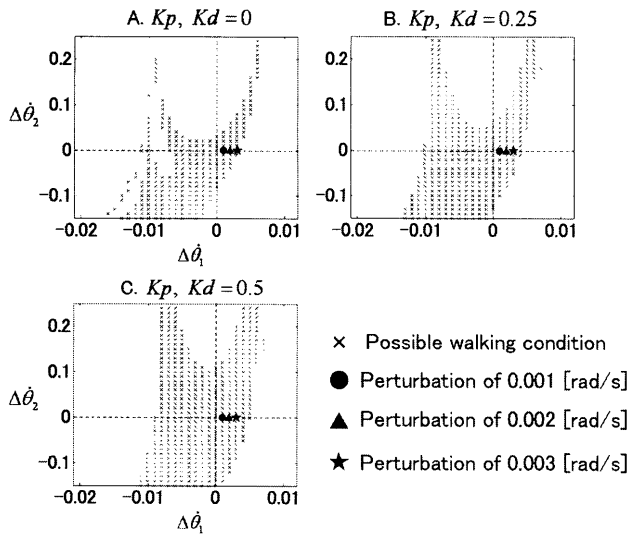 A. Kp, Kd = 0
B. Kp, Kd = 0.25
0.2
0.1
0
-0.1
Δθ̇₂
-0.02 -0.01 0 0.01
Δθ̇₁
0.2
0.1
0
-0.1
-0.02 -0.01 0 0.01
C. Kp, Kd = 0.5
0.2
0.1
0
-0.1
Δθ̇₂
-0.02 -0.01 0 0.01
Δθ̇₁
× Possible walking condition
● Perturbation of 0.001 [rad/s]
▲ Perturbation of 0.002 [rad/s]
★ Perturbation of 0.003 [rad/s]